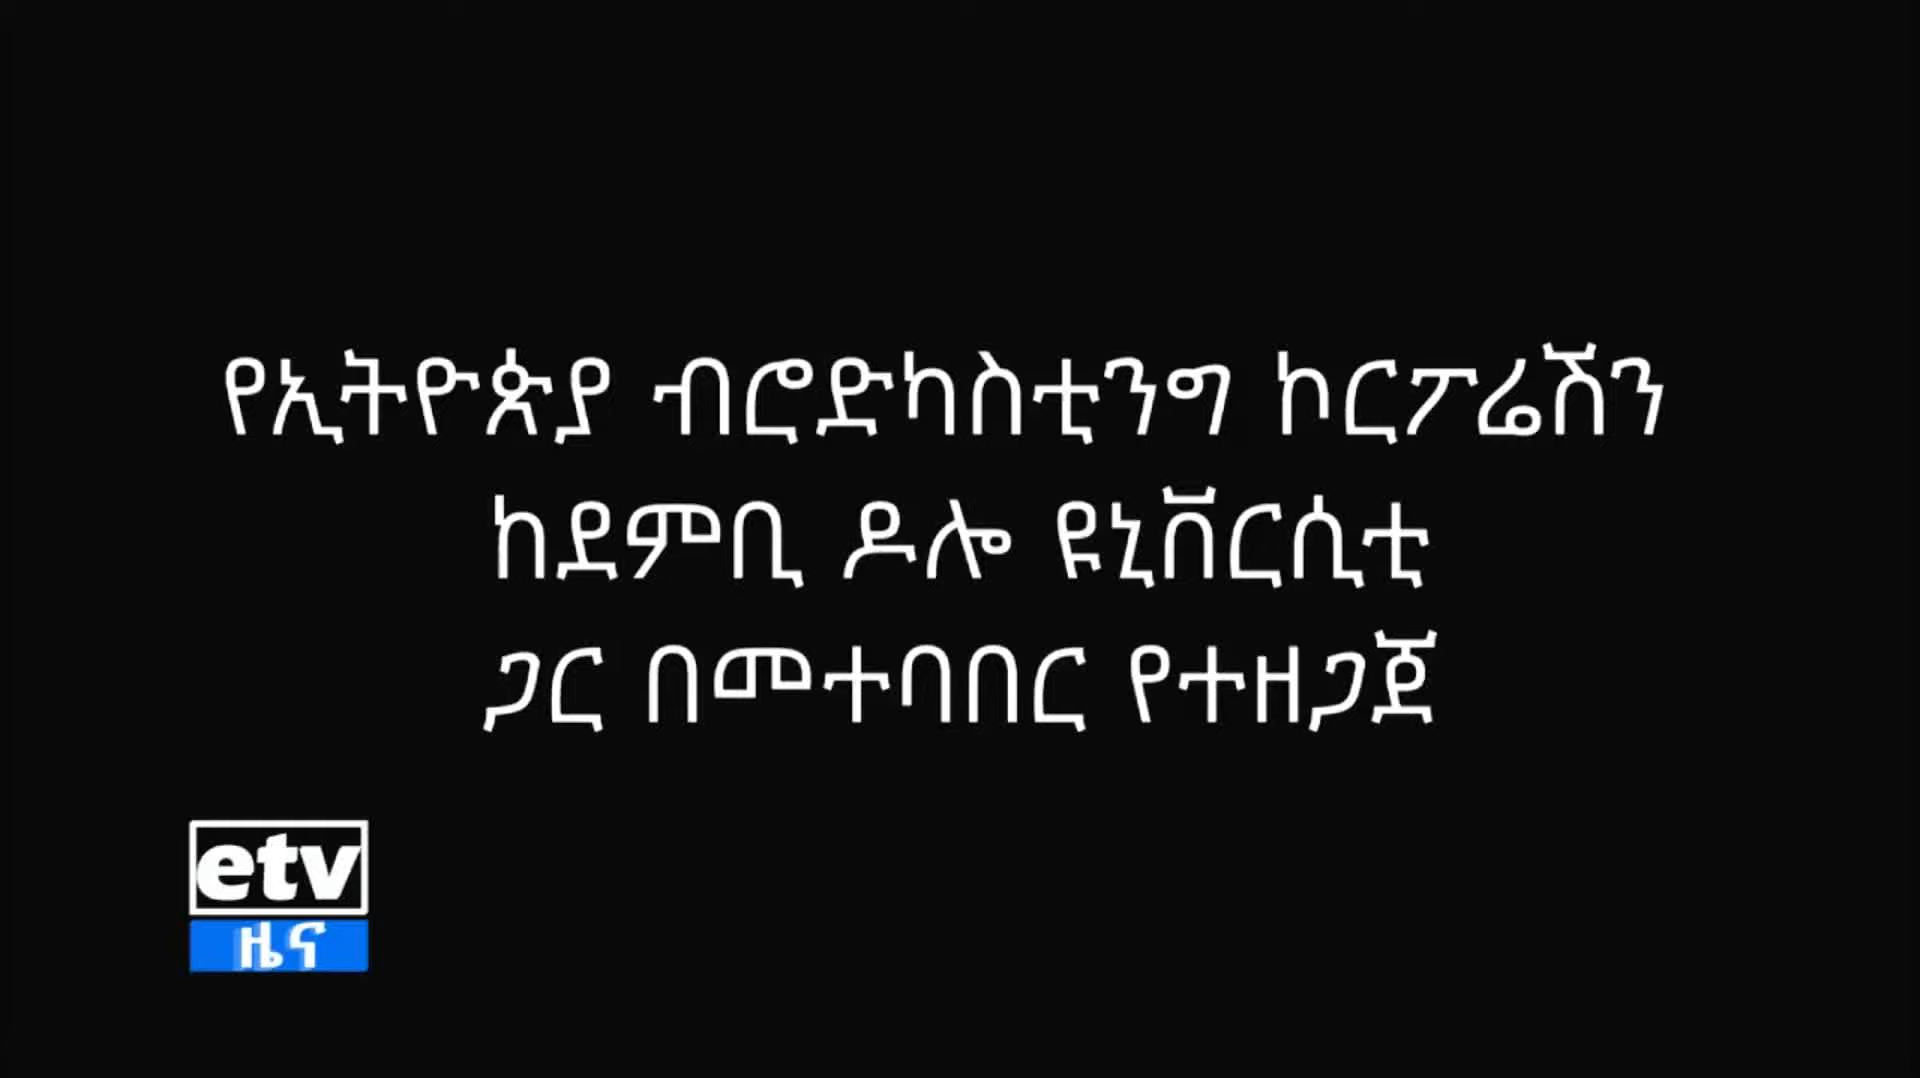 የኢትዮጵያ ብሮድካስቲንግ ኮርፖሬሽን
ከደምቢ ዶሎ ዩኒቨርሲቲ
ጋር በመተባበር የተዘጋጀ
etv
ዜና